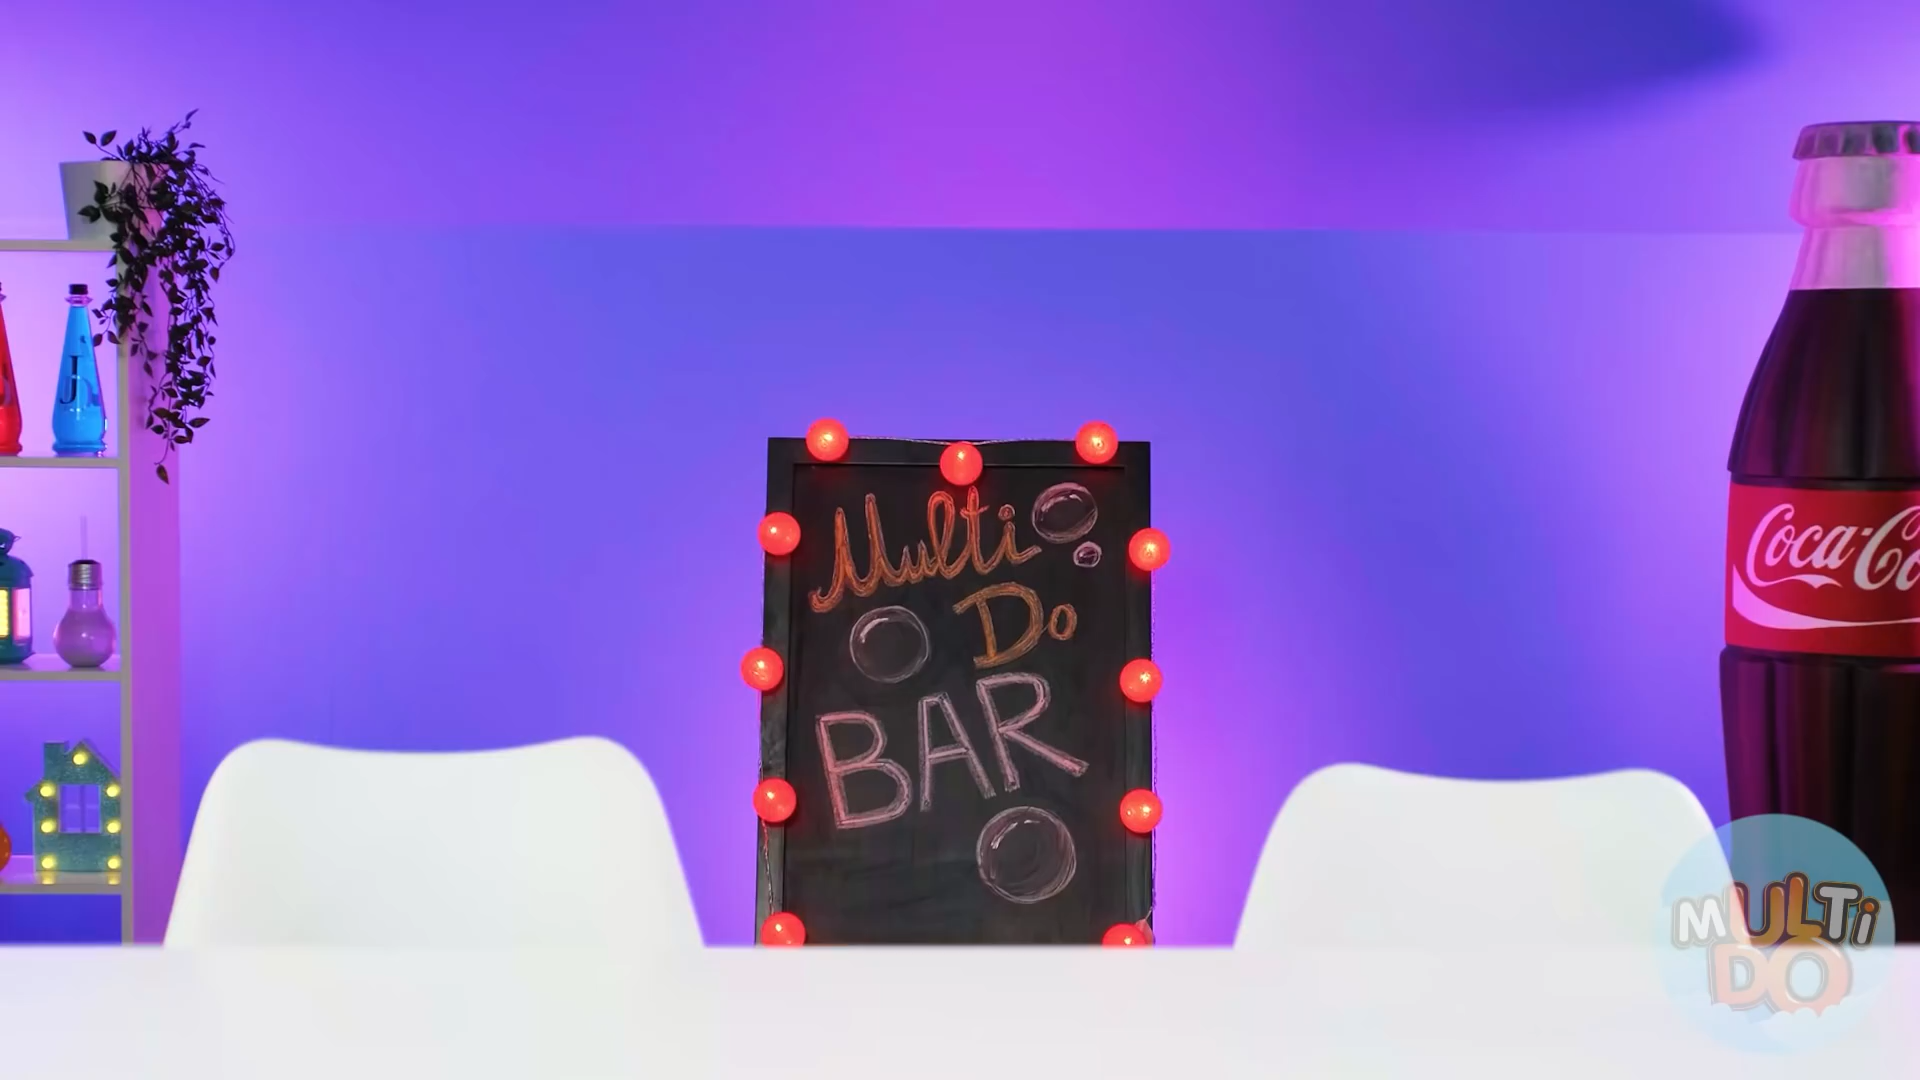 Multi
Do
BAR
Coca-Co
MULTi
DO